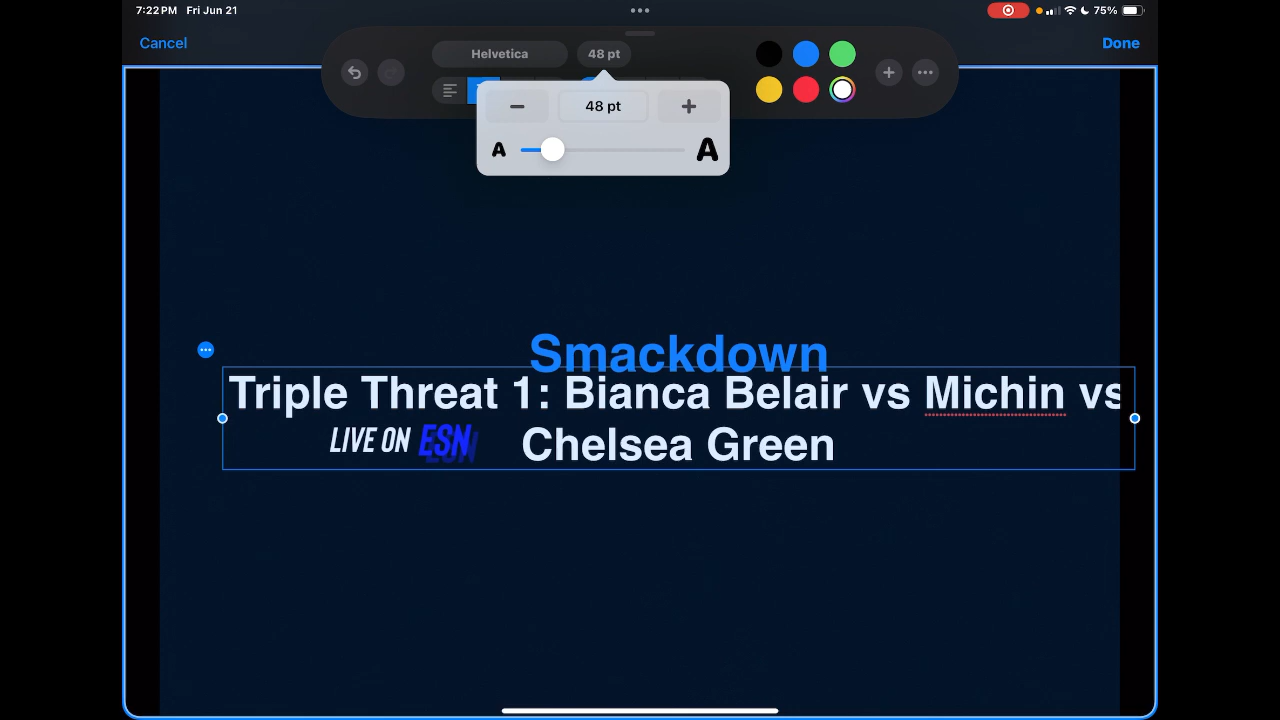 7:22 PM Fri Jun 21
75%
Cancel
Helvetica
48 pt
Done
48 pt
A
A
Smackdown
Triple Threat 1: Bianca Belair vs Michin vs
Chelsea Green
LIVE ON ESN